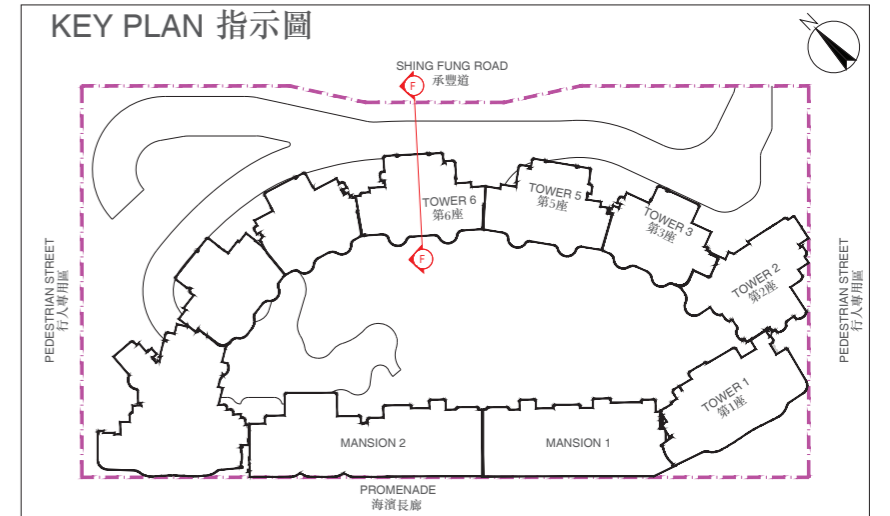 KEY PLAN 指示圖
N
SHING FUNG ROAD
承豐道
F
TOWER 6
第6座
TOWER 5
第5座
TOWER 3
第3座
F
TOWER 2
第2座
PEDESTRIAN STREET
行人專用區
PEDESTRIAN STREET
行人專用區
TOWER 1
第1座
MANSION 2
MANSION 1
PROMENADE
海濱長廊